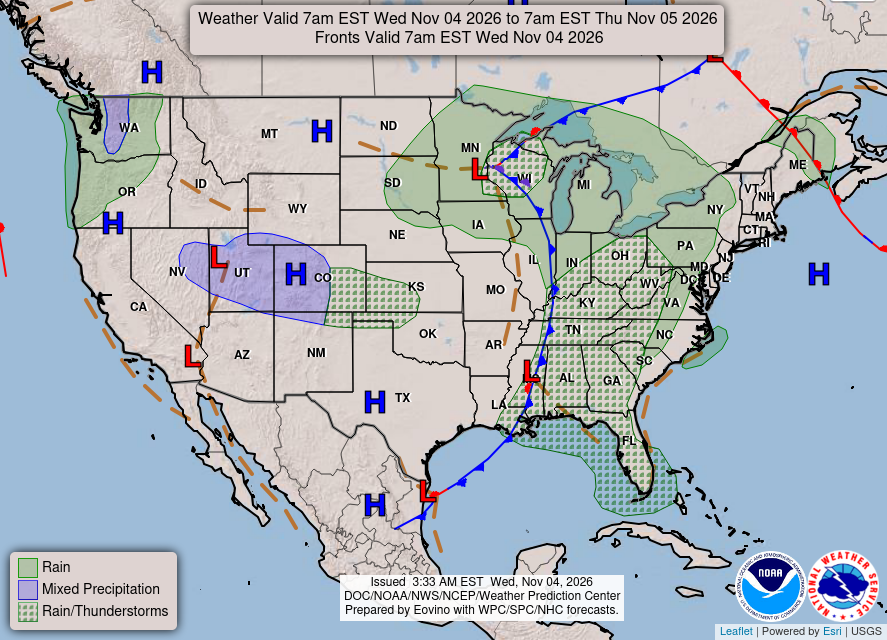 Weather Valid 7am EST Wed Nov 04 2026 to 7am EST Thu Nov 05 2026
Fronts Valid 7am EST Wed Nov 04 2026
H
L
H
H
WA
MT
ND
MN
L
WI
MI
ME
VT
NH
MA
CT
RI
NY
OR
ID
SD
WY
IA
NE
H
L
NV
UT
H
CO
KS
MO
IL
IN
OH
PA
NJ
MD
DC
DE
H
WV
VA
KY
CA
L
AZ
NM
OK
AR
TN
NC
SC
L
AL
GA
H
TX
LA
FL
L
H
Rain
Mixed Precipitation
Rain/Thunderstorms
Issued 3:33 AM EST Wed, Nov 04, 2026
DOC/NOAA/NWS/NCEP/Weather Prediction Center
Prepared by Eovino with WPC/SPC/NHC forecasts.
NOAA
NATIONAL WEATHER SERVICE
Leaflet | Powered by Esri | USGS